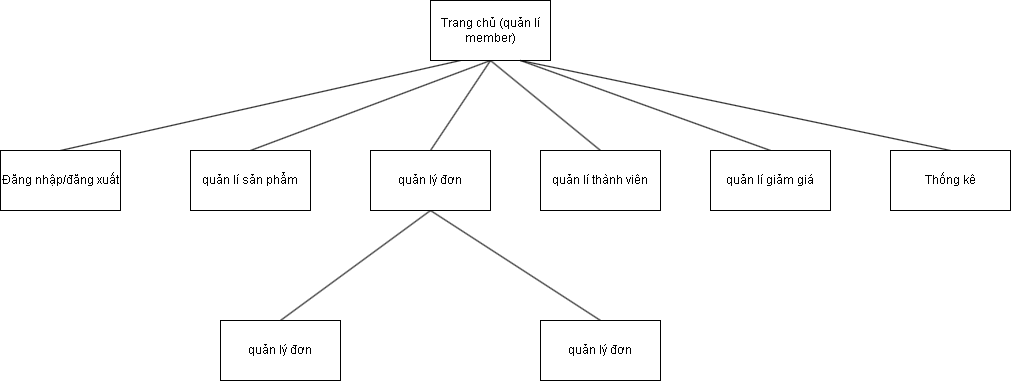 Trang chủ (quản lí
member)
Đăng nhập/đăng xuất
quản lí sản phẩm
quản lý đơn
quản lí thành viên
quản lí giảm giá
Thống kê
quản lý đơn
quản lý đơn